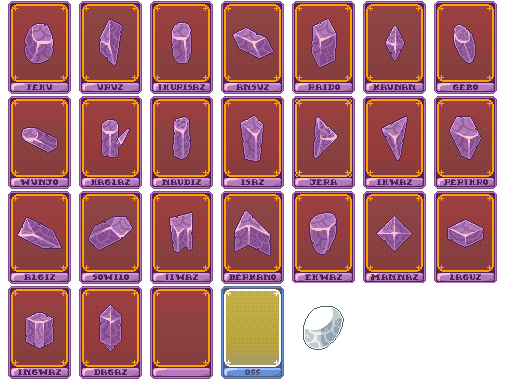 FEHU URUZ THURISAZ ANSUZ RAIDO KAUNAN GEBO
WUNJO HAGLAZ NAUDIZ ISAZ JERA IHWAZ PERTHRO
ALGIZ SOWILO TIWAZ BERKANO EHWAZ MANNAZ LAGUZ
INGWAZ DAGAZ OSS